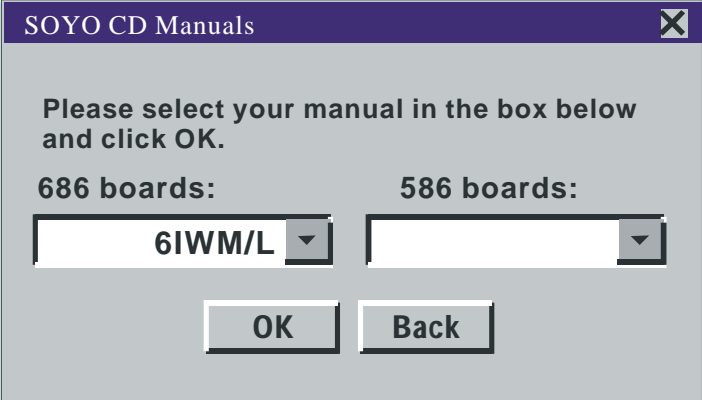 SOYO CD Manuals
Please select your manual in the box below
and click OK.
686 boards: 586 boards:
6IWM/L
OK Back